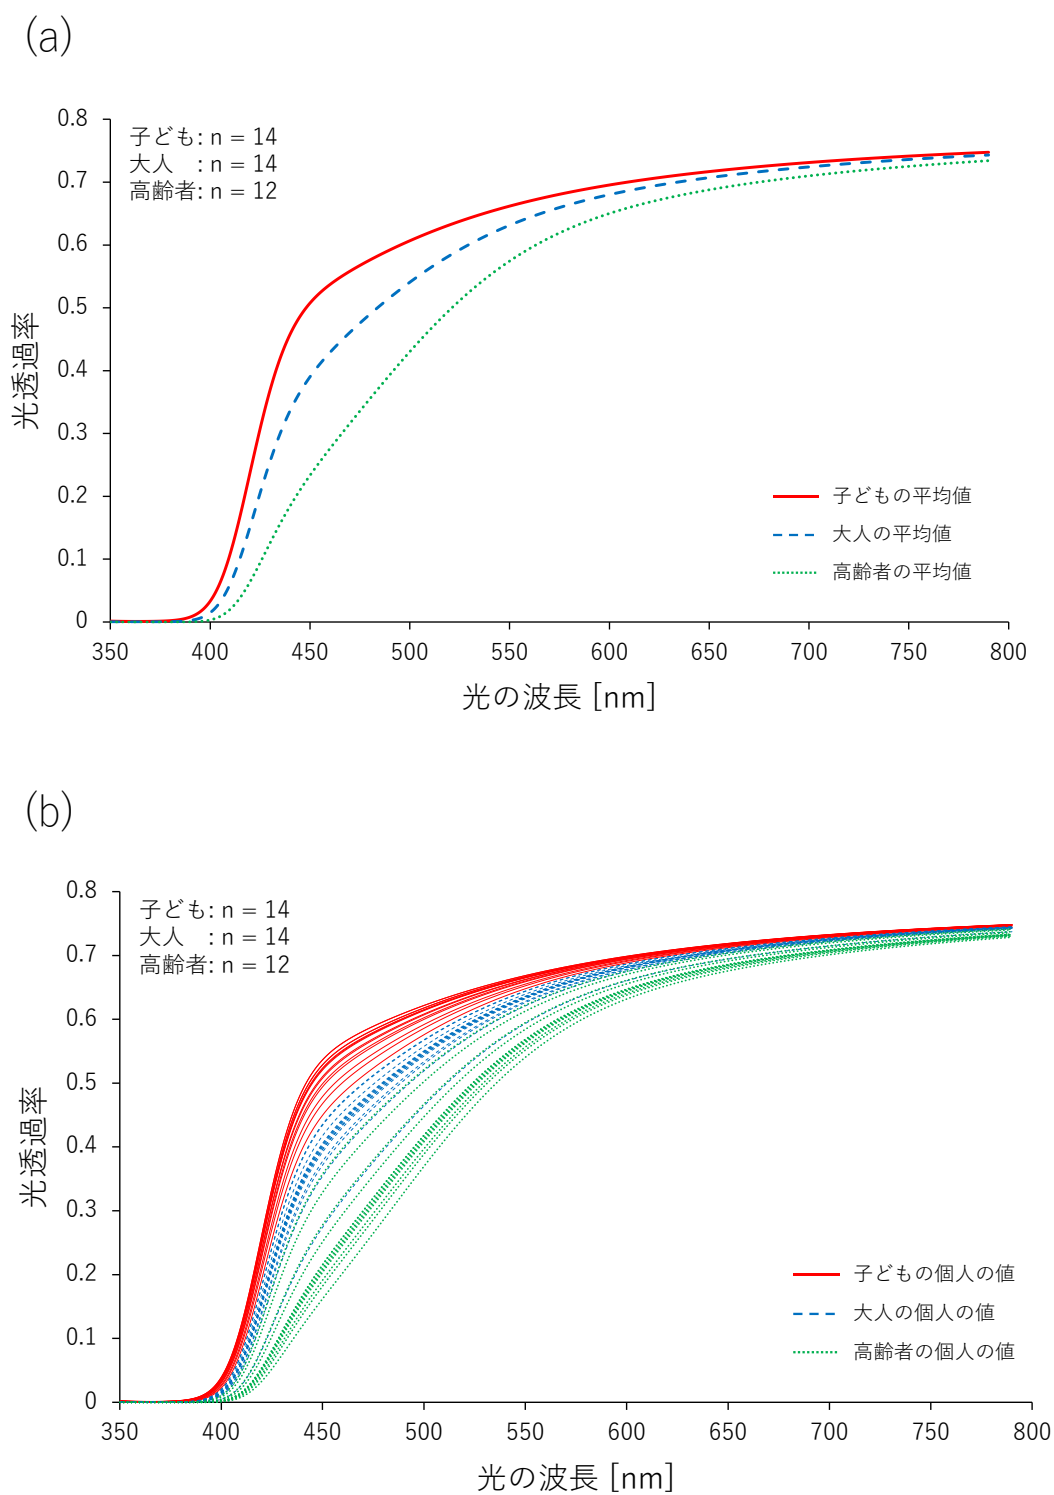 (a)
0.8
0.7
0.6
0.5
0.4
0.3
0.2
0.1
0
子ども: n = 14
大人　: n = 14
高齢者: n = 12
光透過率
子どもの平均値
大人の平均値
高齢者の平均値
350 400 450 500 550 600 650 700 750 800
光の波長 [nm]
(b)
0.8
0.7
0.6
0.5
0.4
0.3
0.2
0.1
0
子ども: n = 14
大人　: n = 14
高齢者: n = 12
光透過率
子どもの個人の値
大人の個人の値
高齢者の個人の値
350 400 450 500 550 600 650 700 750 800
光の波長 [nm]